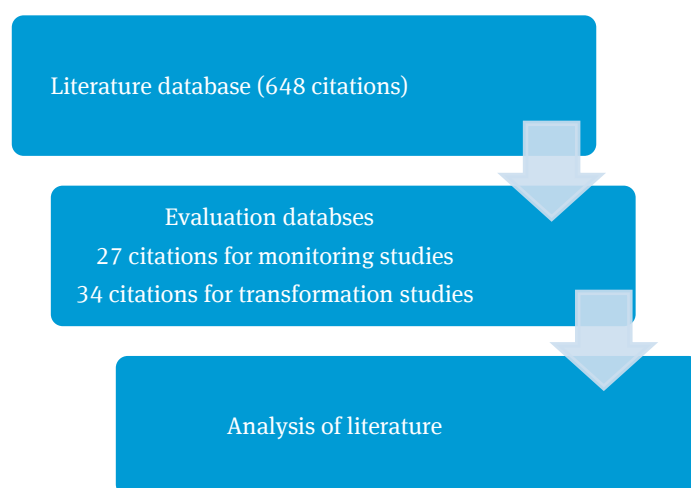 Literature database (648 citations)
Evaluation databses
27 citations for monitoring studies
34 citations for transformation studies
Analysis of literature